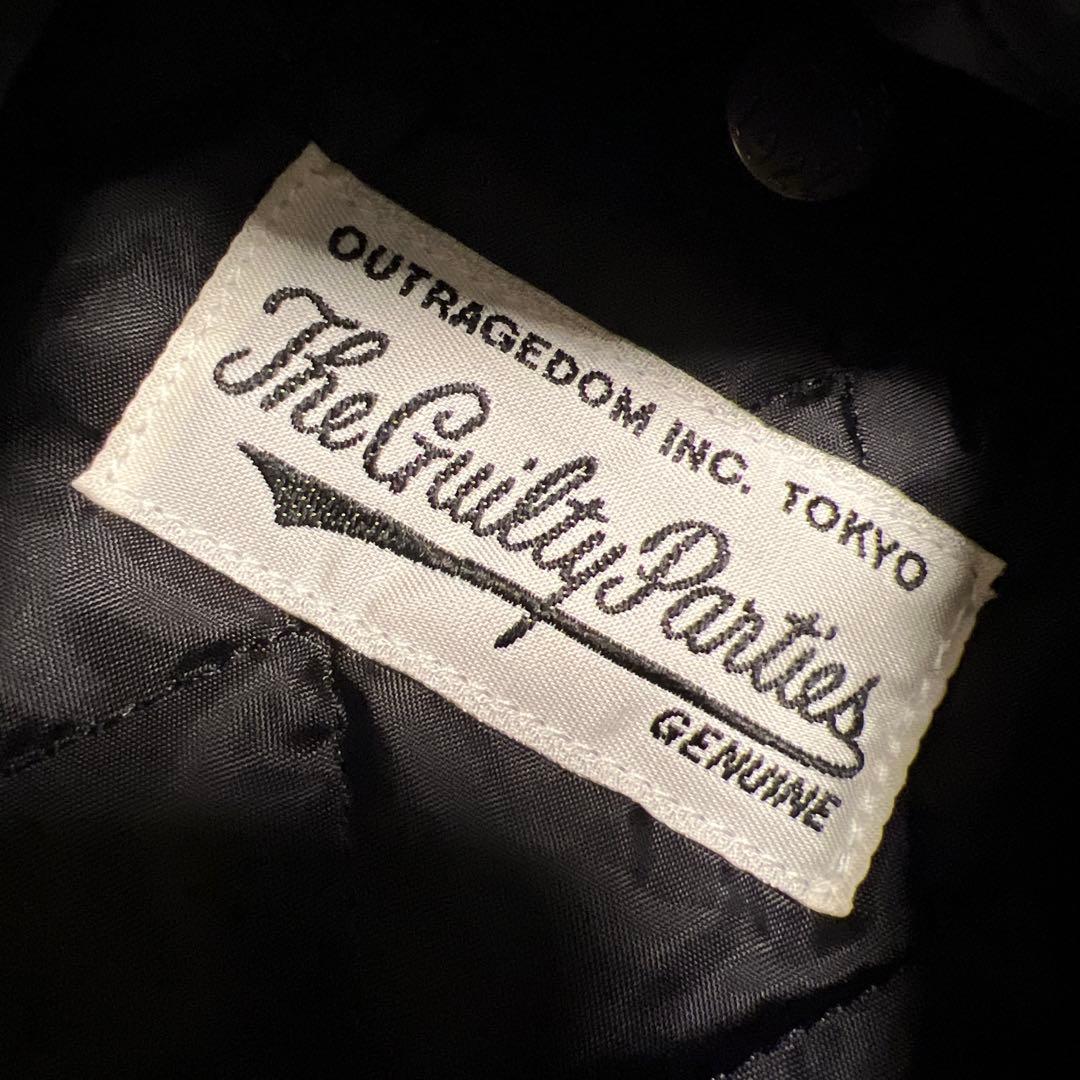 OUTRAGEDOM INC. TOKYO
The Guilty Parties
GENUINE